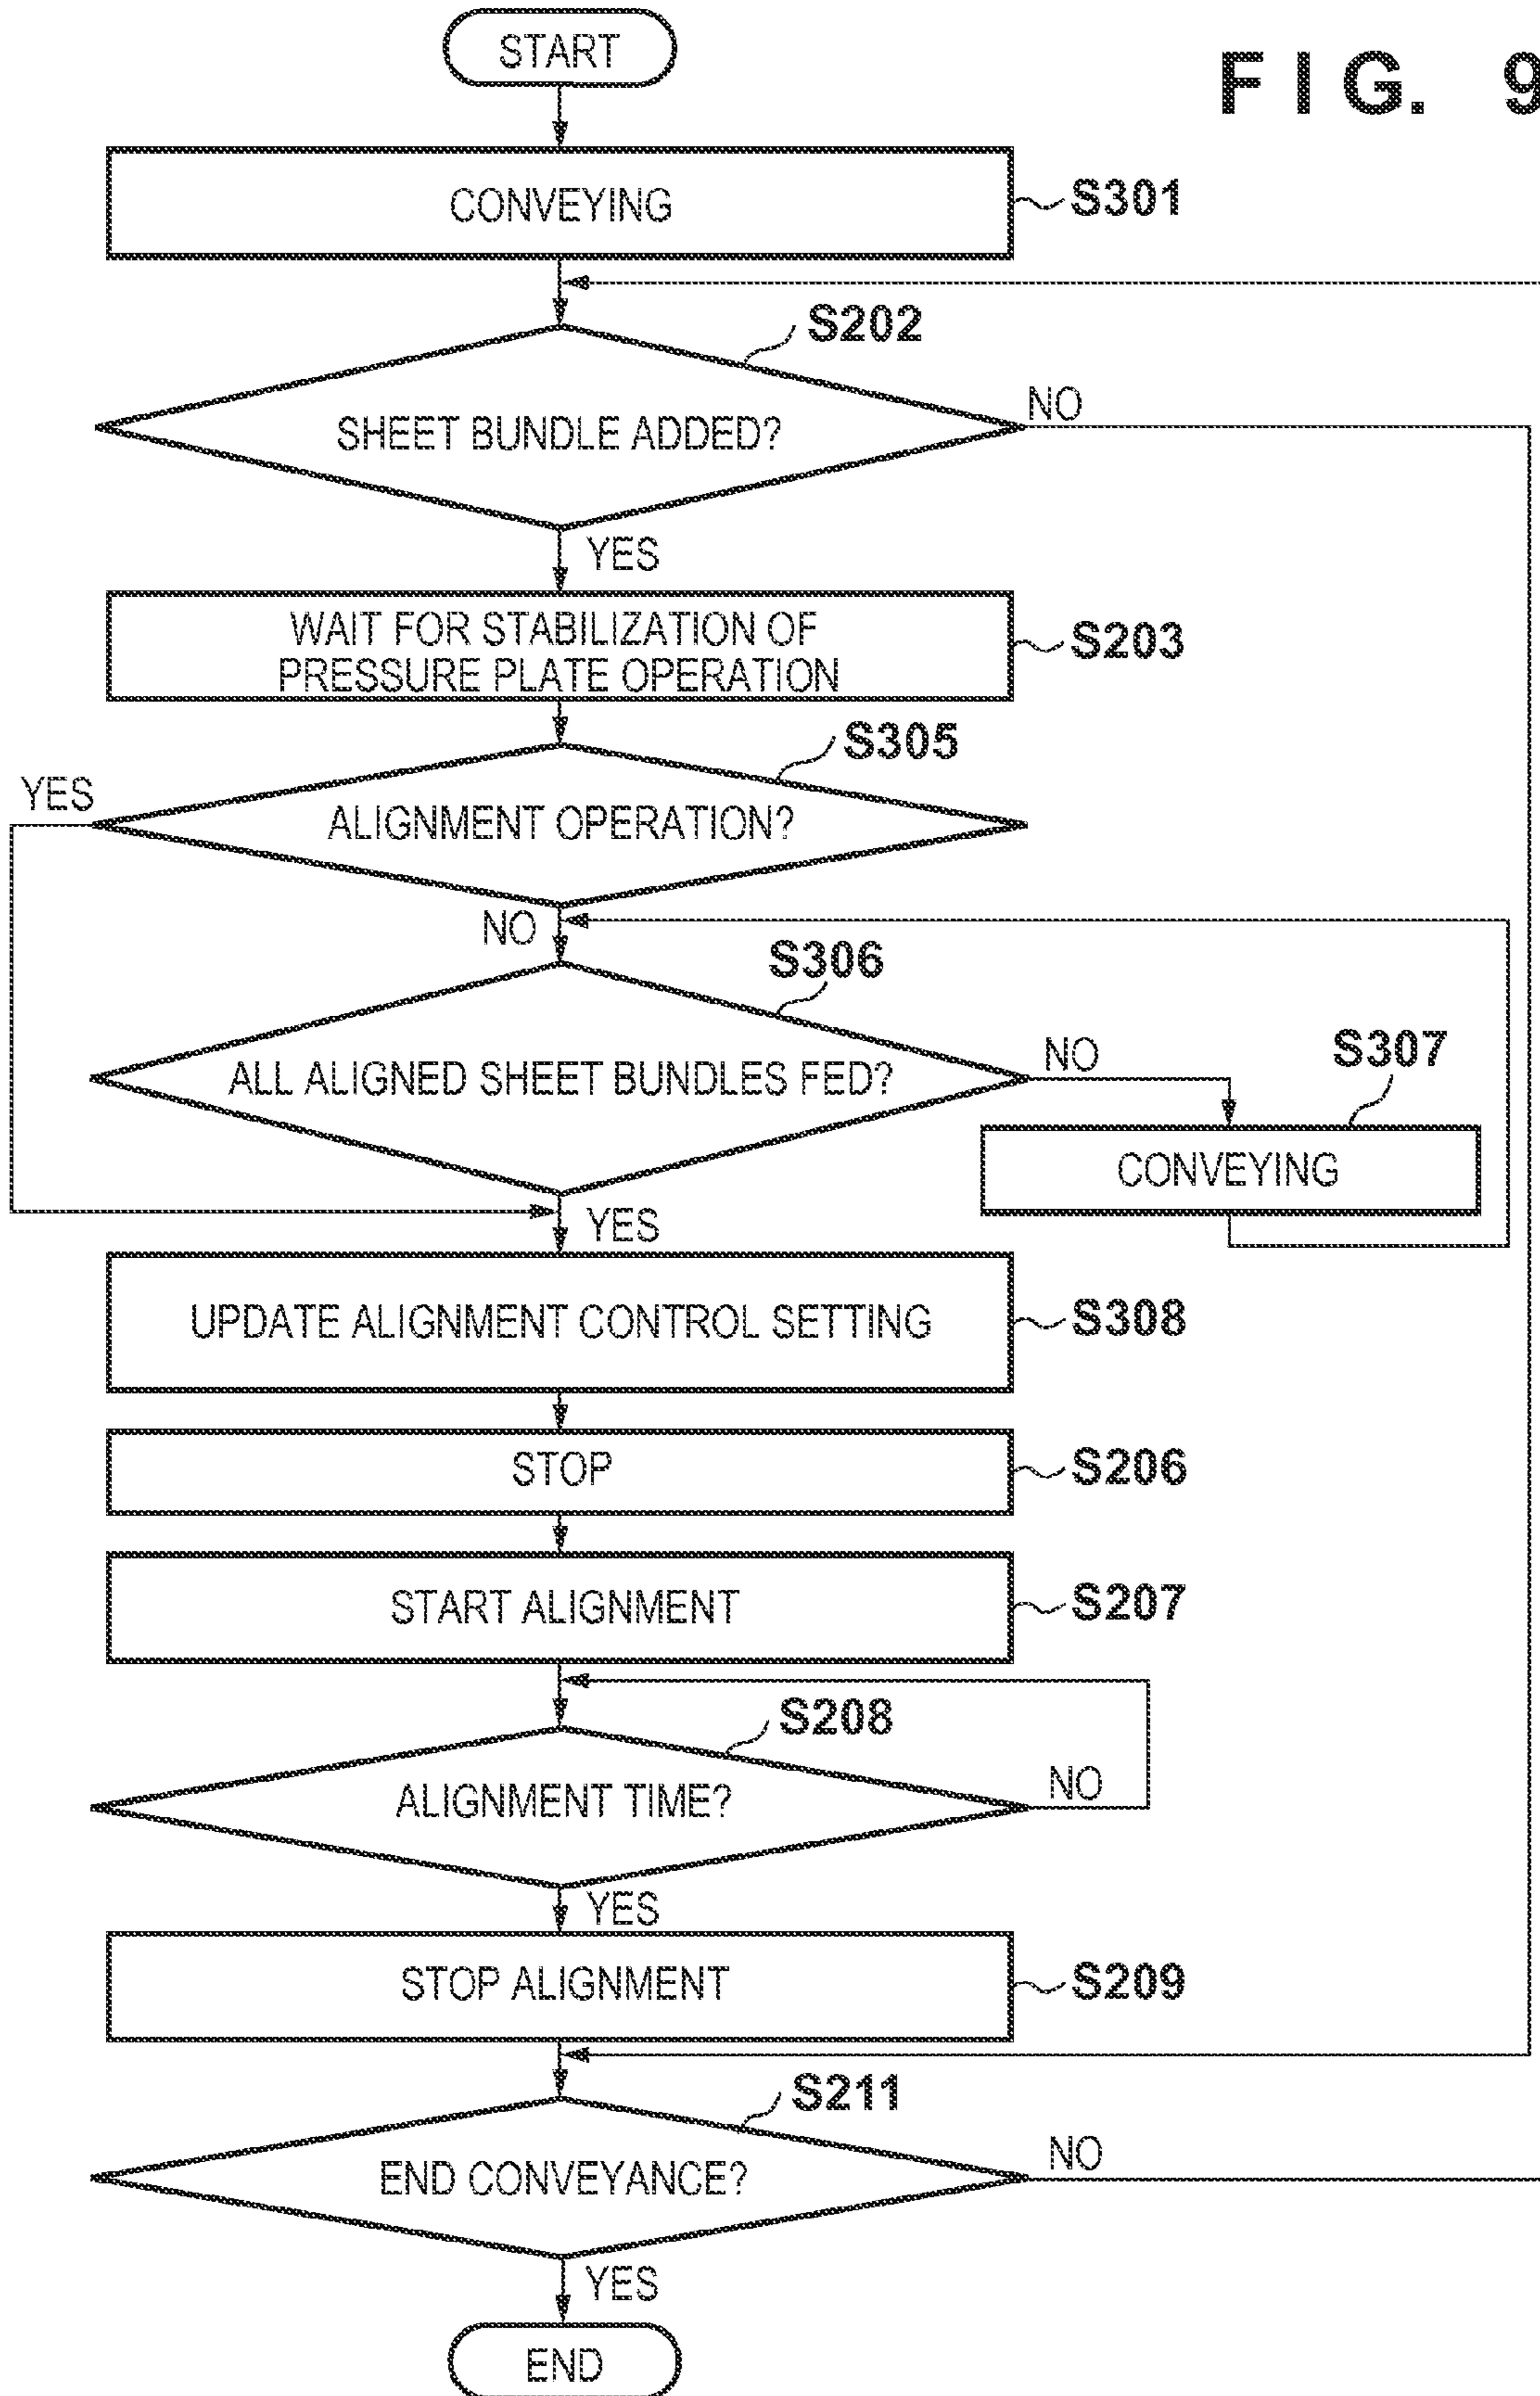 START
FIG. 9
CONVEYING
S301
S202
SHEET BUNDLE ADDED?
NO
YES
WAIT FOR STABILIZATION OF
PRESSURE PLATE OPERATION
S203
S305
YES
ALIGNMENT OPERATION?
NO
S306
ALL ALIGNED SHEET BUNDLES FED?
NO
S307
CONVEYING
YES
UPDATE ALIGNMENT CONTROL SETTING
S308
STOP
S206
START ALIGNMENT
S207
S208
ALIGNMENT TIME?
NO
YES
STOP ALIGNMENT
S209
S211
END CONVEYANCE?
NO
YES
END